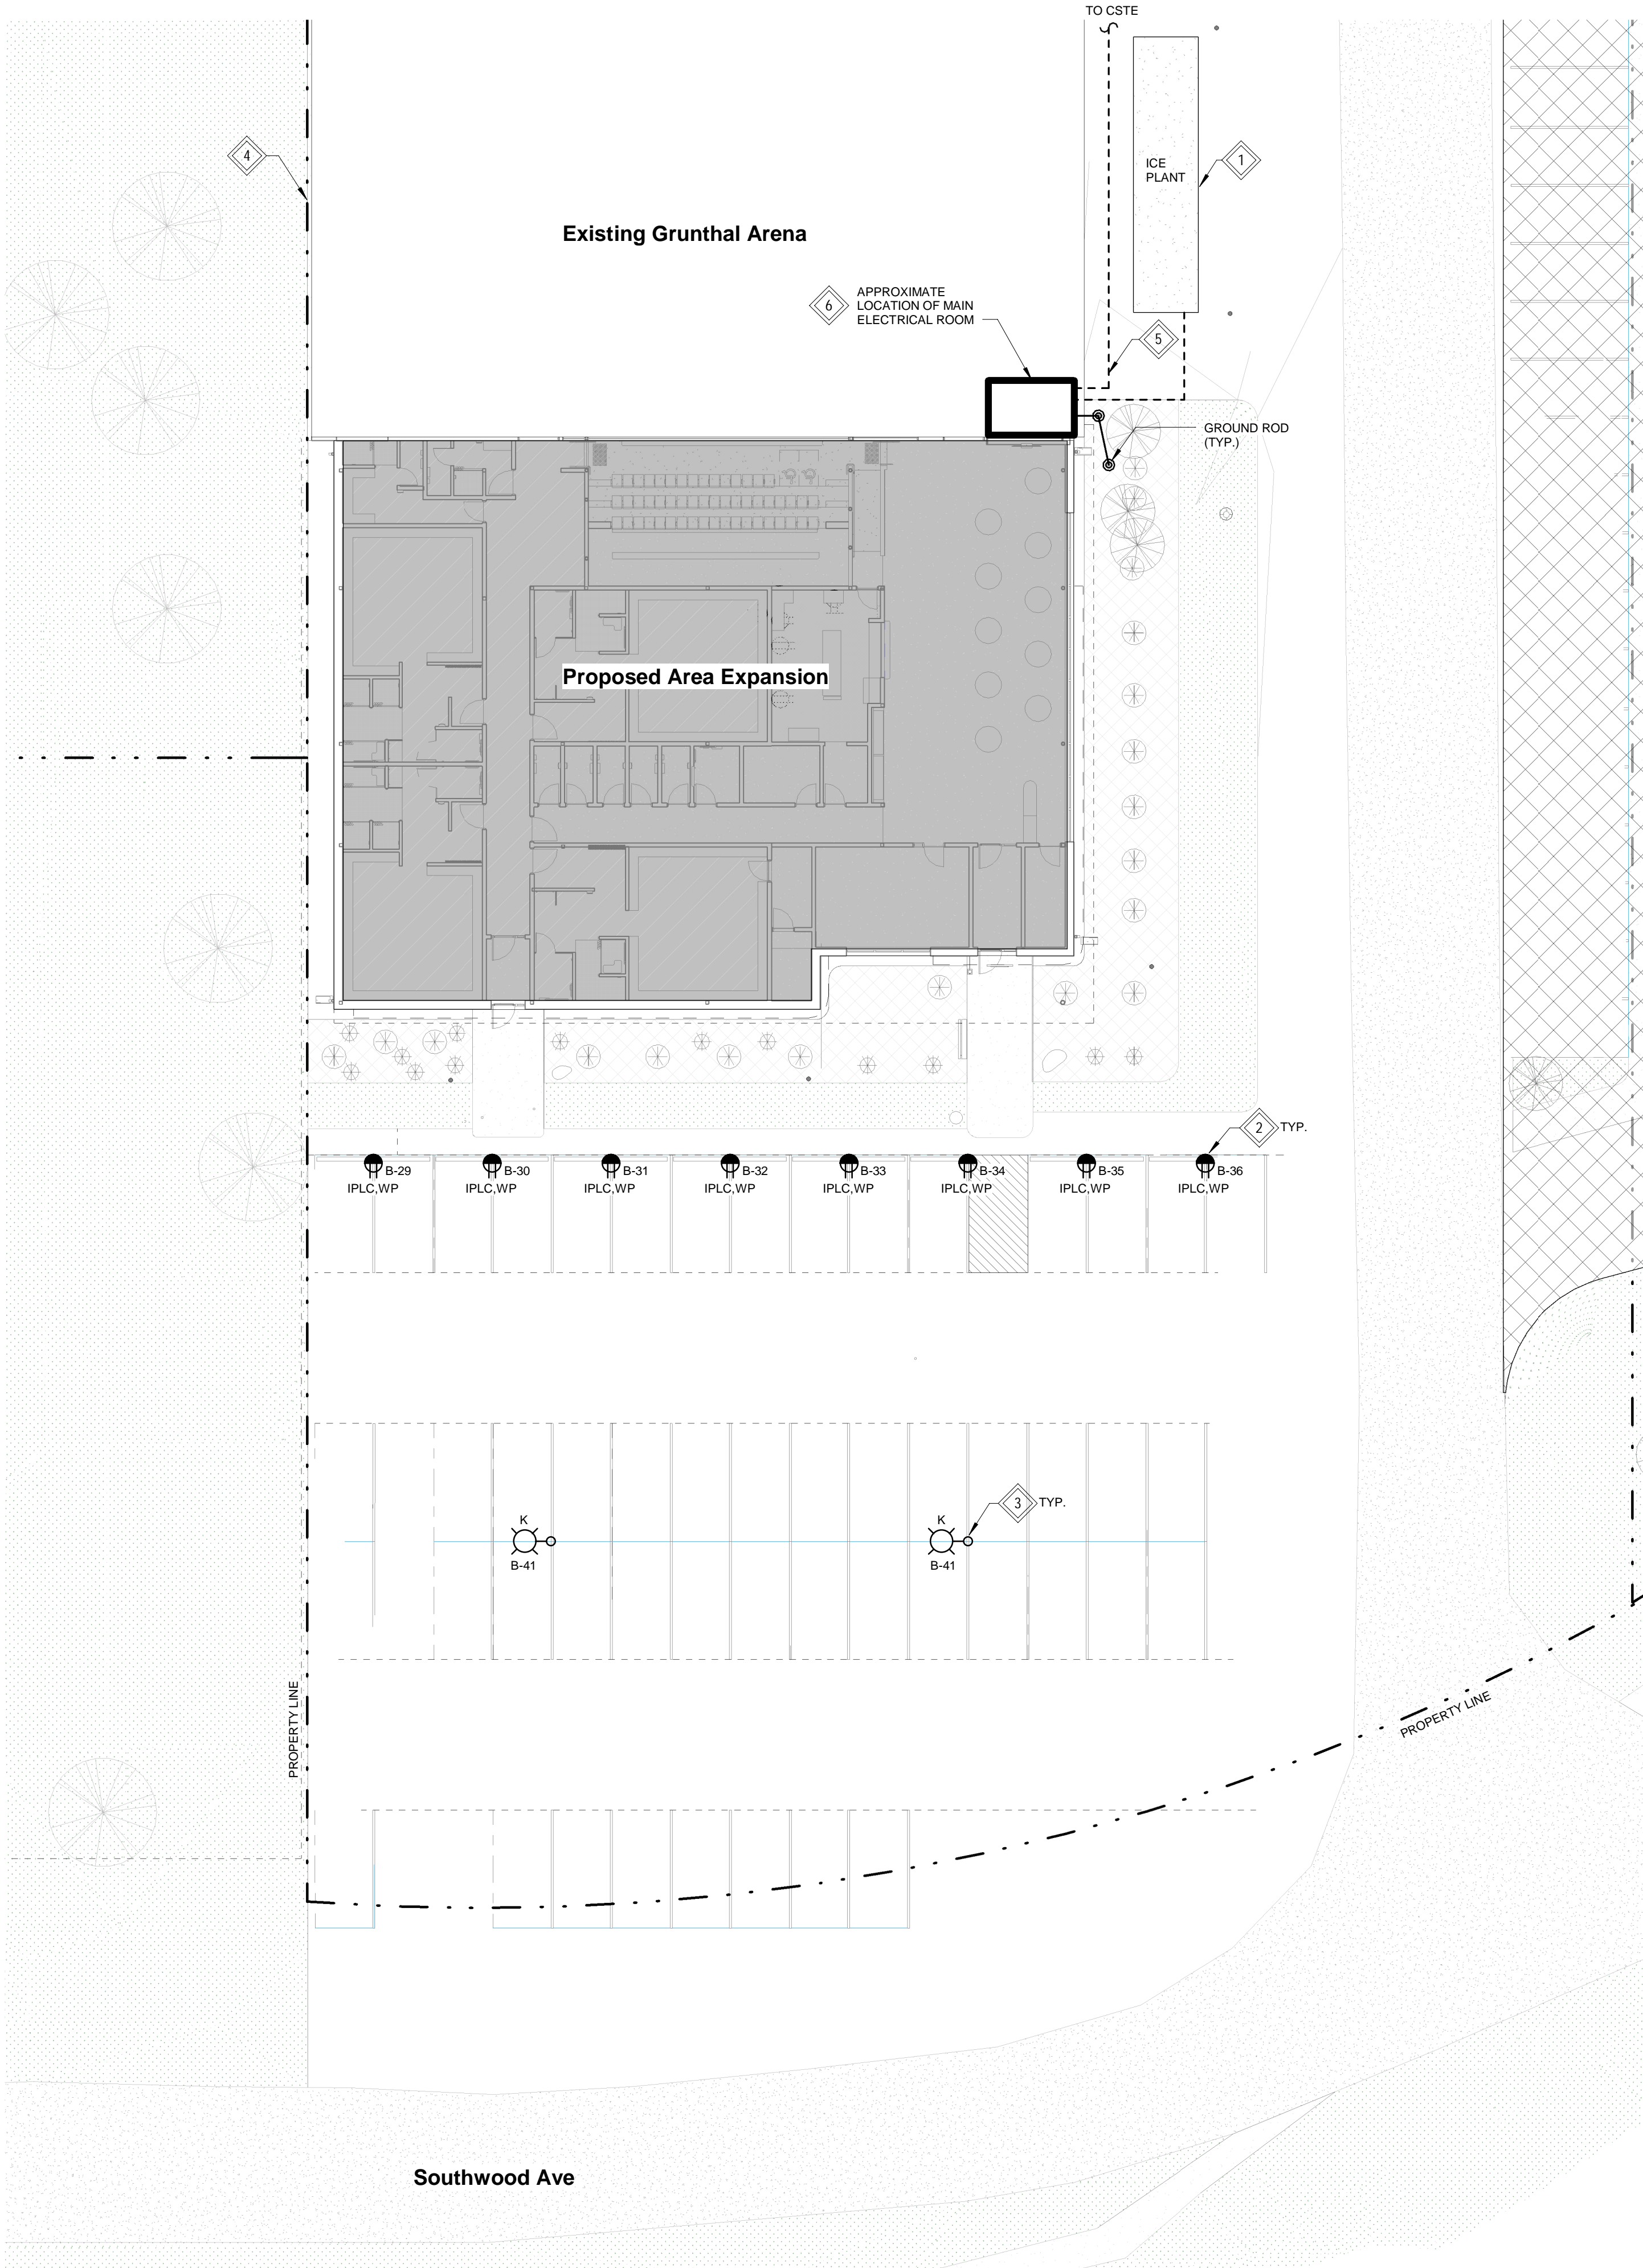 TO CSTE
4
ICE
PLANT
1
Existing Grunthal Arena
6
APPROXIMATE
LOCATION OF MAIN
ELECTRICAL ROOM
5
GROUND ROD
(TYP.)
Proposed Area Expansion
2 TYP.
B-29
IPLC,WP
B-30
IPLC,WP
B-31
IPLC,WP
B-32
IPLC,WP
B-33
IPLC,WP
B-34
IPLC,WP
B-35
IPLC,WP
B-36
IPLC,WP
K
B-41
K
B-41
3 TYP.
PROPERTY LINE
PROPERTY LINE
Southwood Ave